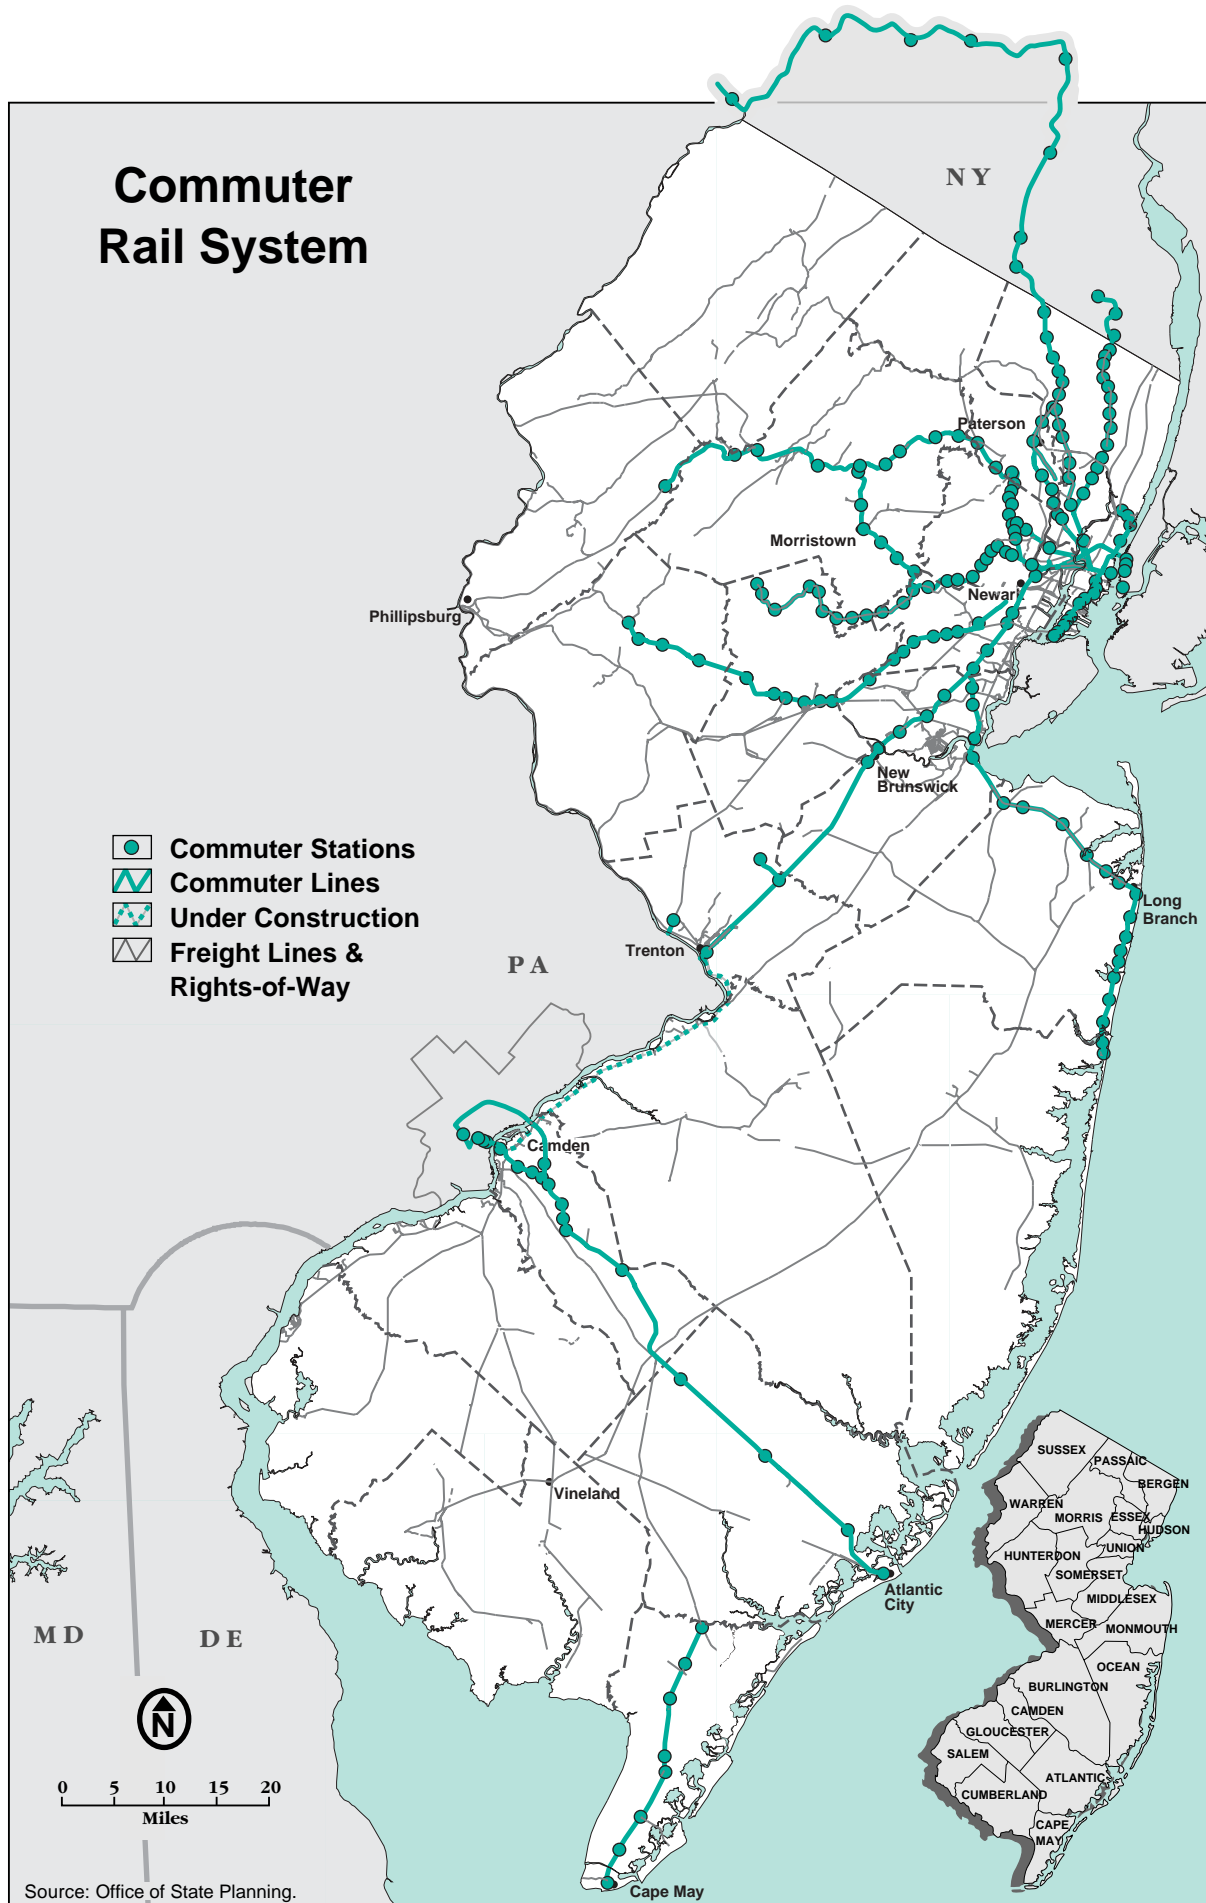 Commuter
Rail System
NY
Paterson
Morristown
Newark
Phillipsburg
New
Brunswick
Commuter Stations
Commuter Lines
Under Construction
Freight Lines &
Rights-of-Way
Long
Branch
Trenton
PA
Camden
Vineland
Atlantic
City
MD
DE
N
0 5 10 15 20
Miles
Cape May
Source: Office of State Planning.
SUSSEX
PASSAIC
BERGEN
WARREN
MORRIS
ESSEX
HUDSON
UNION
HUNTERDON
SOMERSET
MIDDLESEX
MERCER
MONMOUTH
OCEAN
BURLINGTON
CAMDEN
GLOUCESTER
SALEM
ATLANTIC
CUMBERLAND
CAPE
MAY